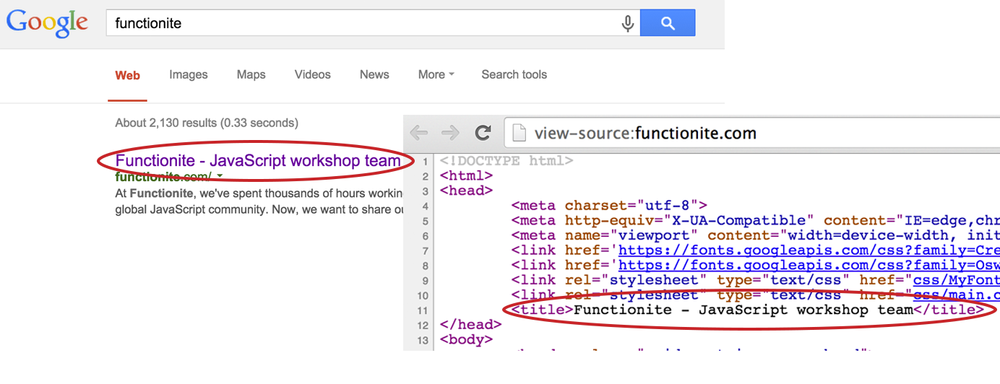 Google
functionite
Web Images Maps Videos News More Search tools
About 2,130 results (0.33 seconds)
Functionite - JavaScript workshop team
functionite.com/
At Functionite, we've spent thousands of hours workin
global JavaScript community. Now, we want to share ou
view-source:functionite.com
1 <!DOCTYPE html>
2 <html>
3 <head>
4 <meta charset="utf-8">
5 <meta http-equiv="X-UA-Compatible" content="IE=edge,chr
6 <meta name="viewport" content="width=device-width, init
7 <link href='https://fonts.googleapis.com/css?family=Cre
8 <link href='https://fonts.googleapis.com/css?family=Osw
9 <link rel="stylesheet" type="text/css" href="css/MyFont
10 <link rel="stylesheet" type="text/css" href="css/main.c
11 <title>Functionite - JavaScript workshop team</title>
12 </head>
13 <body>